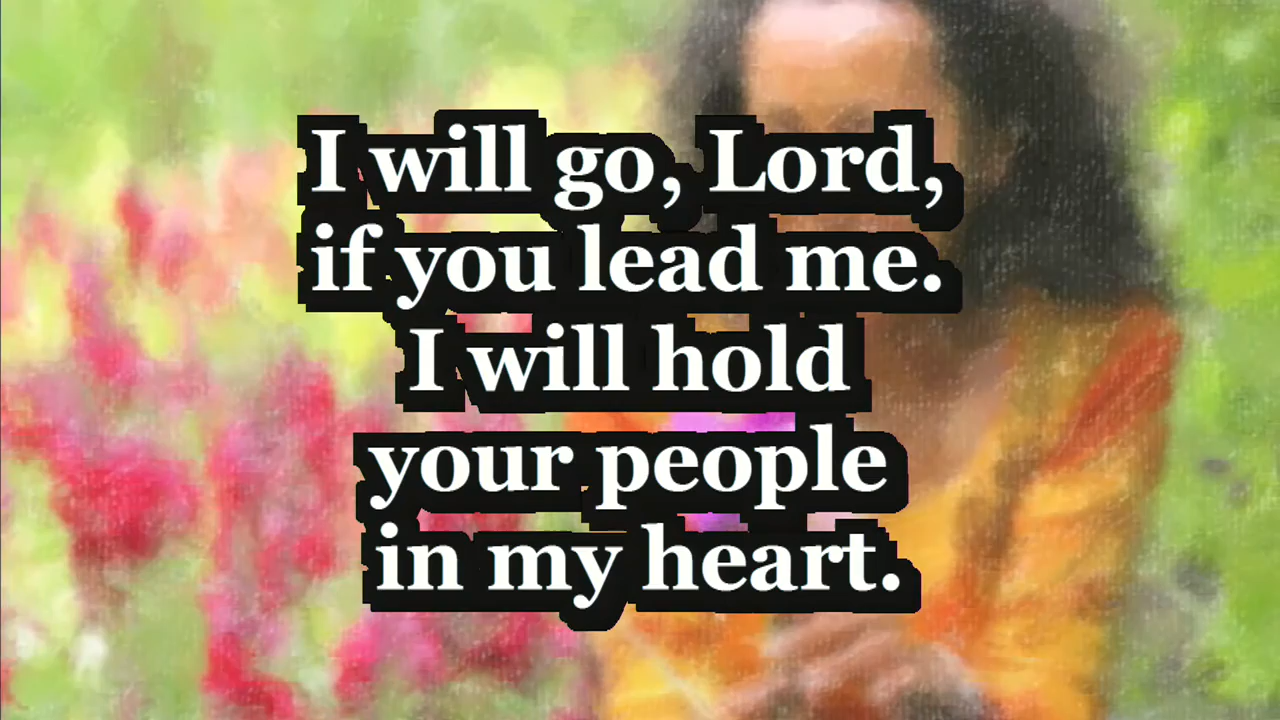 I will go, Lord,
if you lead me.
I will hold
your people
in my heart.